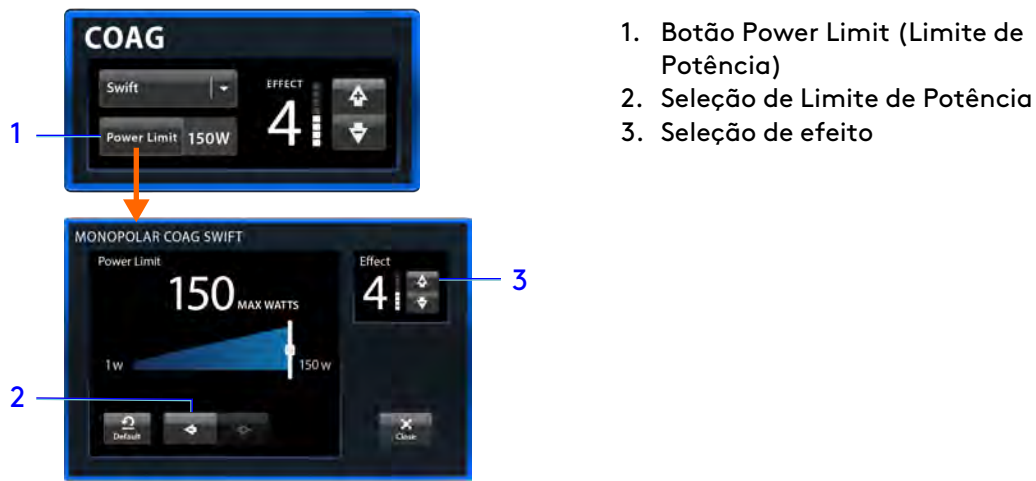 COAG
Swift
EFFECT
4
1
Power Limit 150W
MONOPOLAR COAG SWIFT
Power Limit
150 MAX WATTS
1 w
150 w
2
Default
Effect
4
3
Close
1. Botão Power Limit (Limite de
Potência)
2. Seleção de Limite de Potência
3. Seleção de efeito